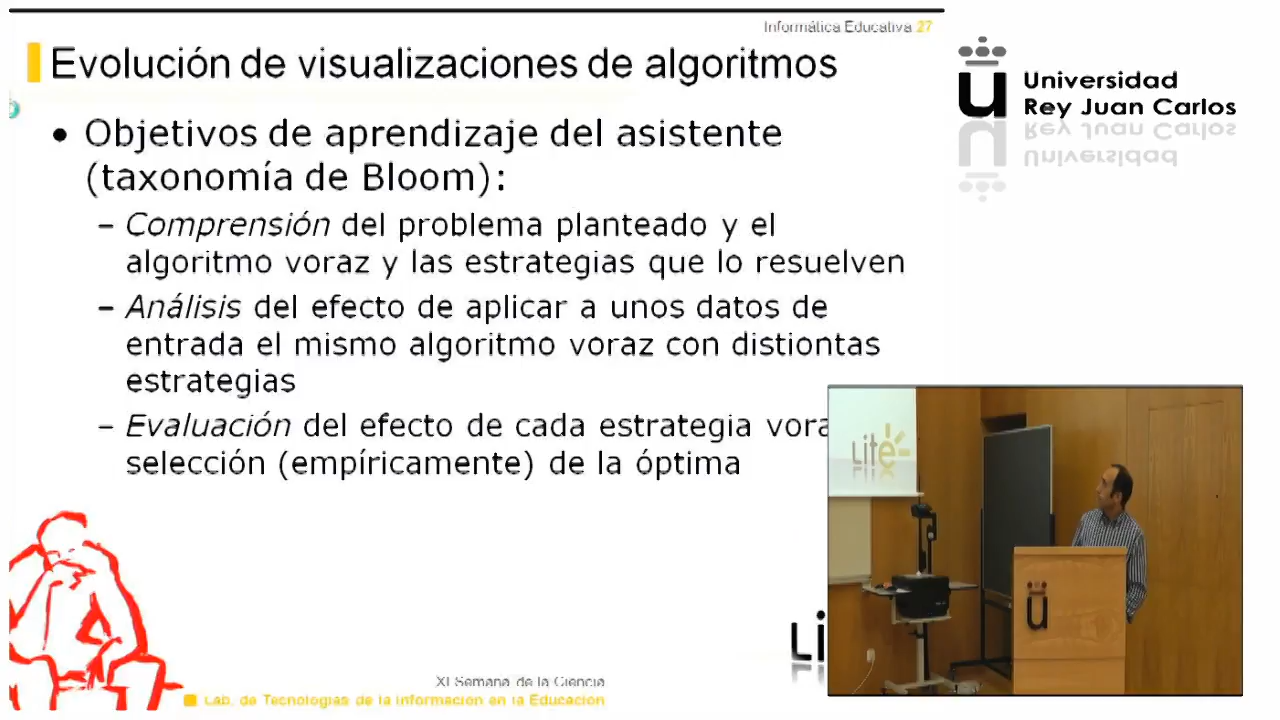 Informática Educativa 27
Evolución de visualizaciones de algoritmos
• Objetivos de aprendizaje del asistente
(taxonomía de Bloom):
– Comprensión del problema planteado y el
algoritmo voraz y las estrategias que lo resuelven
– Análisis del efecto de aplicar a unos datos de
entrada el mismo algoritmo voraz con distiontas
estrategias
– Evaluación del efecto de cada estrategia vora
selección (empíricamente) de la óptima
XI Semana de la Ciencia
Lab. de Tecnologías de la Información en la Educación
Universidad
Rey Juan Carlos
Lite
Li